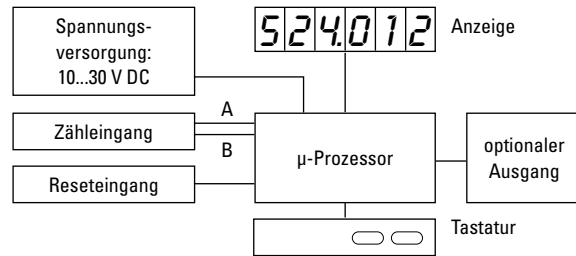 Spannungs-
versorgung:
10...30 V DC
524.012
Anzeige
A
Zähleingang
B
µ-Prozessor
optionaler
Ausgang
Reseteingang
Tastatur